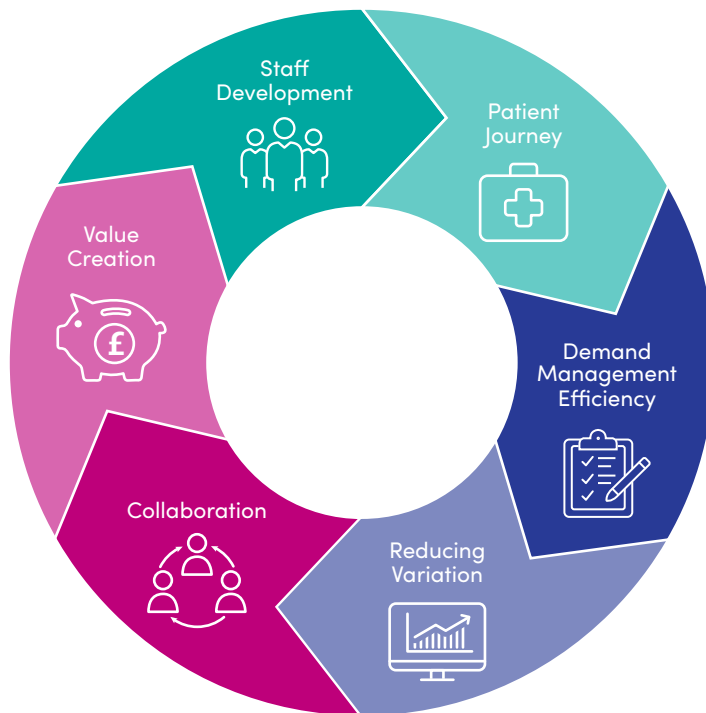 Staff
Development
Patient
Journey
Value
Creation
£
Demand
Management
Efficiency
Collaboration
Reducing
Variation